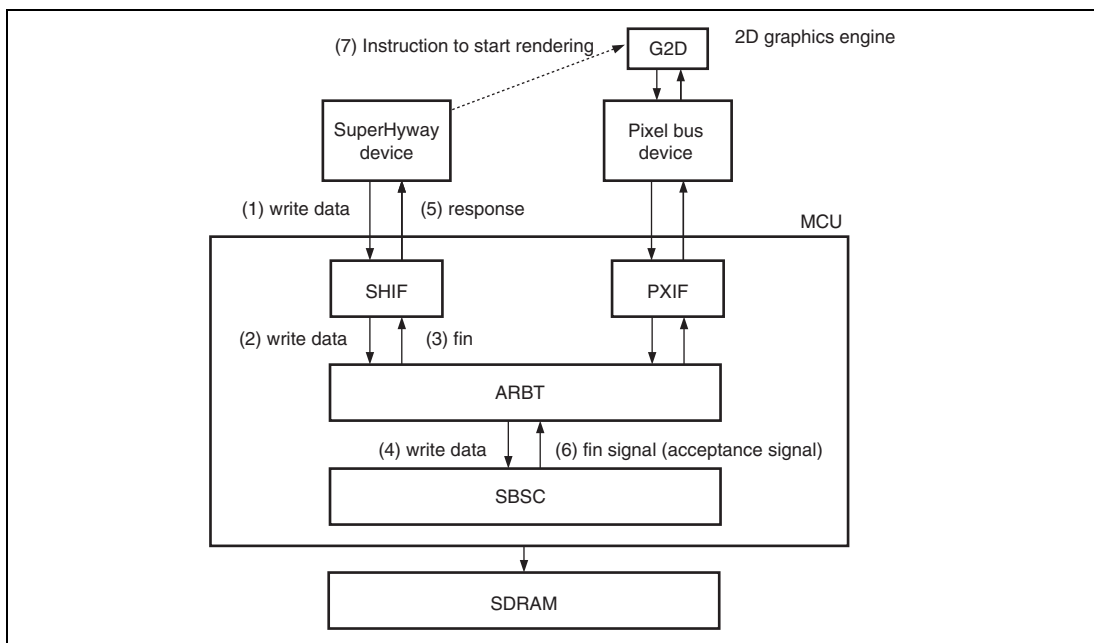 (7) Instruction to start rendering
G2D
2D graphics engine
SuperHyway
device
Pixel bus
device
(1) write data
(5) response
MCU
SHIF
PXIF
(2) write data
(3) fin
ARBT
(4) write data
(6) fin signal (acceptance signal)
SBSC
SDRAM